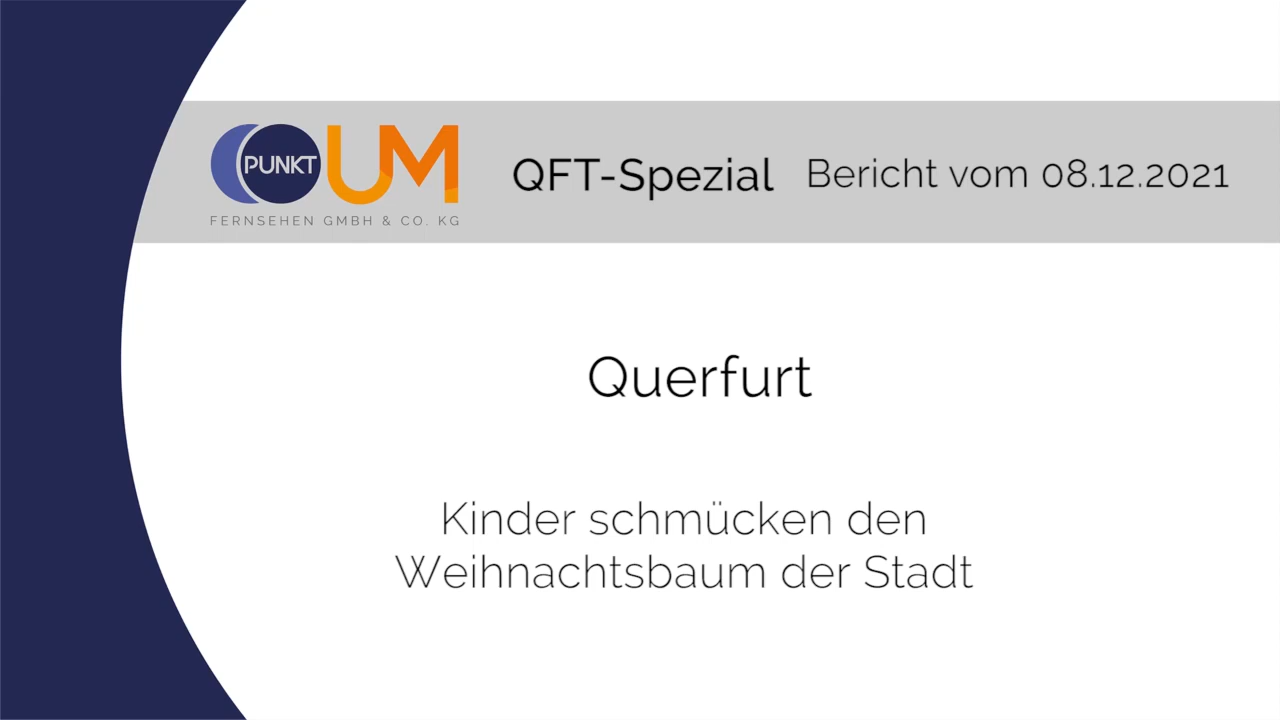 PUNKT UM
FERNSEHEN GMBH & CO. KG
QFT-Spezial Bericht vom 08.12.2021
Querfurt
Kinder schmücken den
Weihnachtsbaum der Stadt